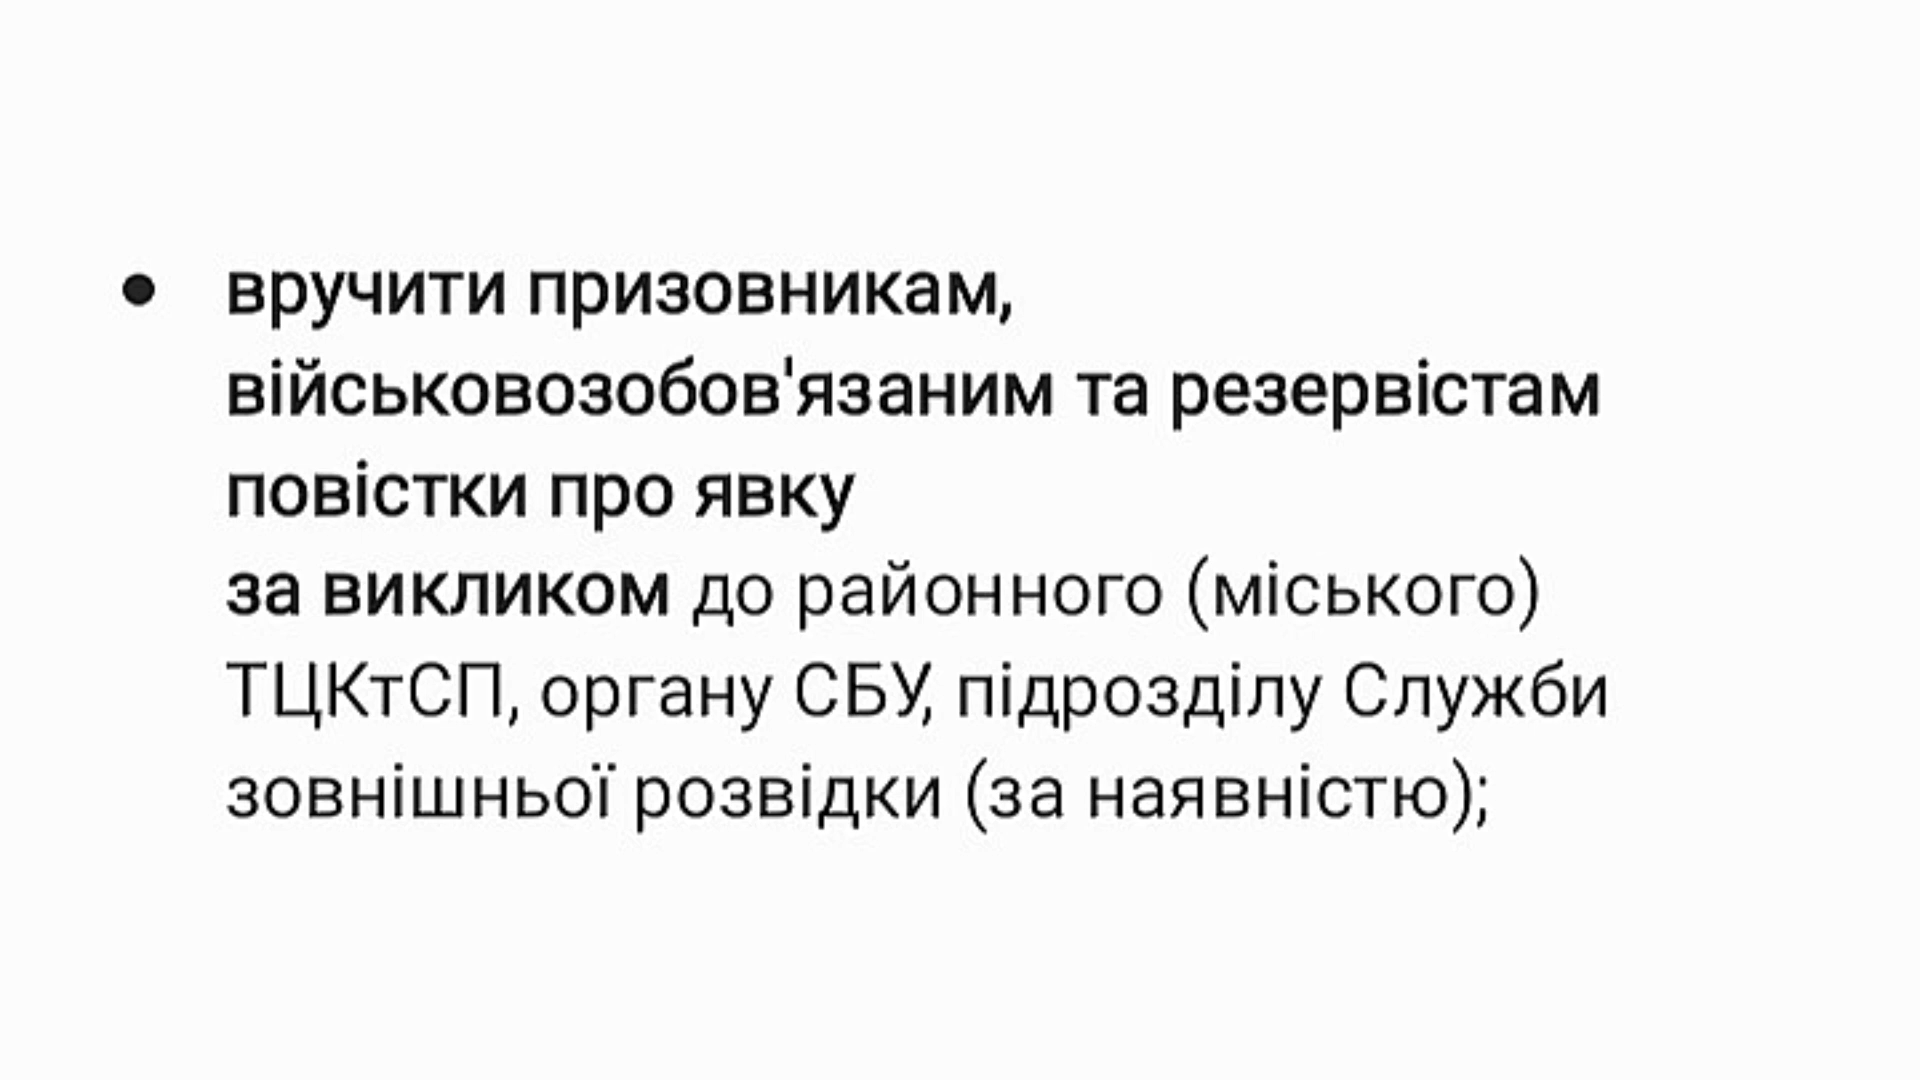 • вручити призовникам,
військовозобов'язаним та резервістам
повістки про явку
за викликом до районного (міського)
ТЦКтСП, органу СБУ, підрозділу Служби
зовнішньої розвідки (за наявністю);